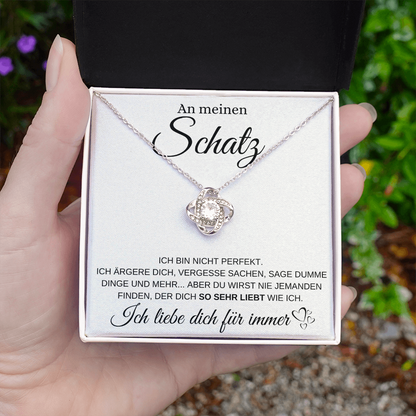 An meinen
Schatz
ICH BIN NICHT PERFEKT.
ICH ÄRGERE DICH, VERGESSE SACHEN, SAGE DUMME
DINGE UND MEHR... ABER DU WIRST NIE JEMANDEN
FINDEN, DER DICH SO SEHR LIEBT WIE ICH.
Ich liebe dich für immer